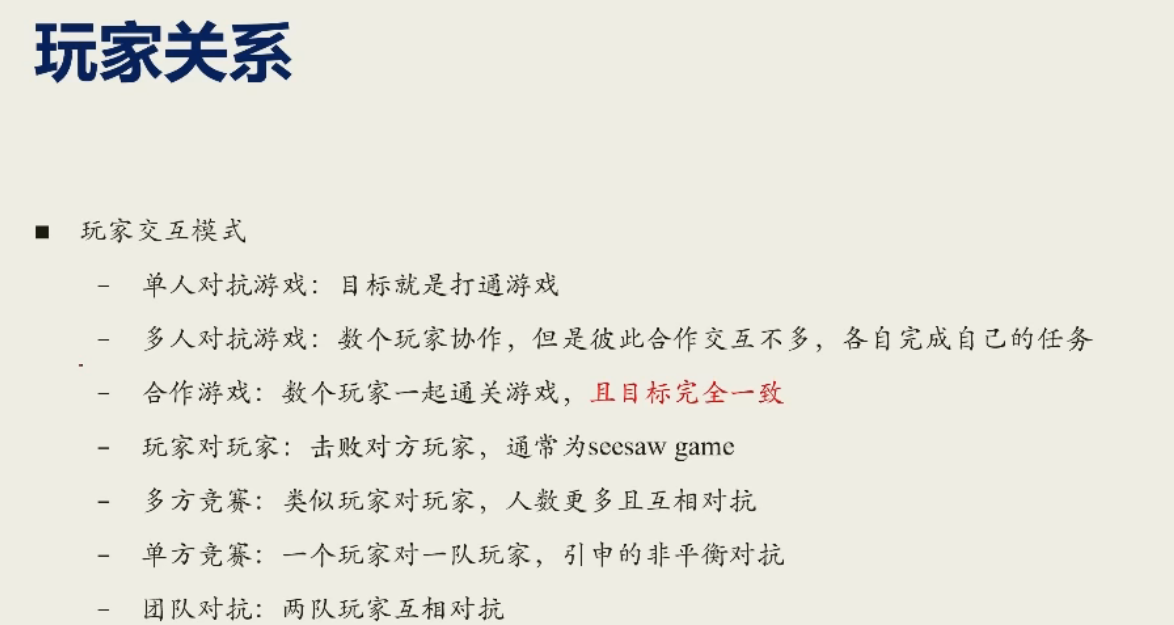 玩家关系
■ 玩家交互模式
– 单人对抗游戏：目标就是打通游戏
– 多人对抗游戏：数个玩家协作，但是彼此合作交互不多，各自完成自己的任务
– 合作游戏：数个玩家一起通关游戏，且目标完全一致
– 玩家对玩家：击败对方玩家，通常为seesaw game
– 多方竞赛：类似玩家对玩家，人数更多且互相对抗
– 单方竞赛：一个玩家对一队玩家，引申的非平衡对抗
– 团队对抗：两队玩家互相对抗